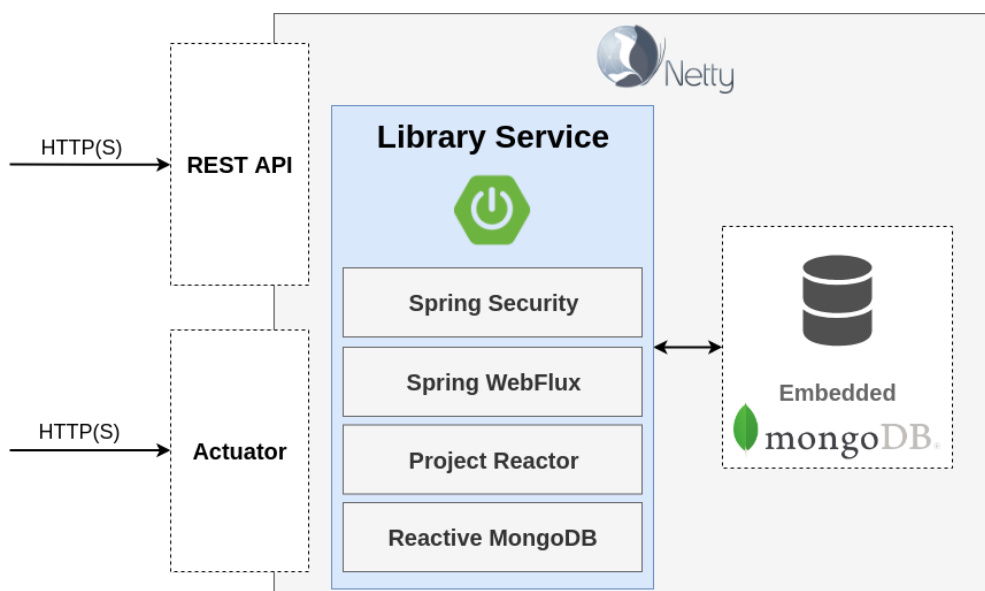 Netty
HTTP(S)
REST API
Library Service
Spring Security
Spring WebFlux
Project Reactor
Reactive MongoDB
HTTP(S)
Actuator
Embedded
mongoDB®